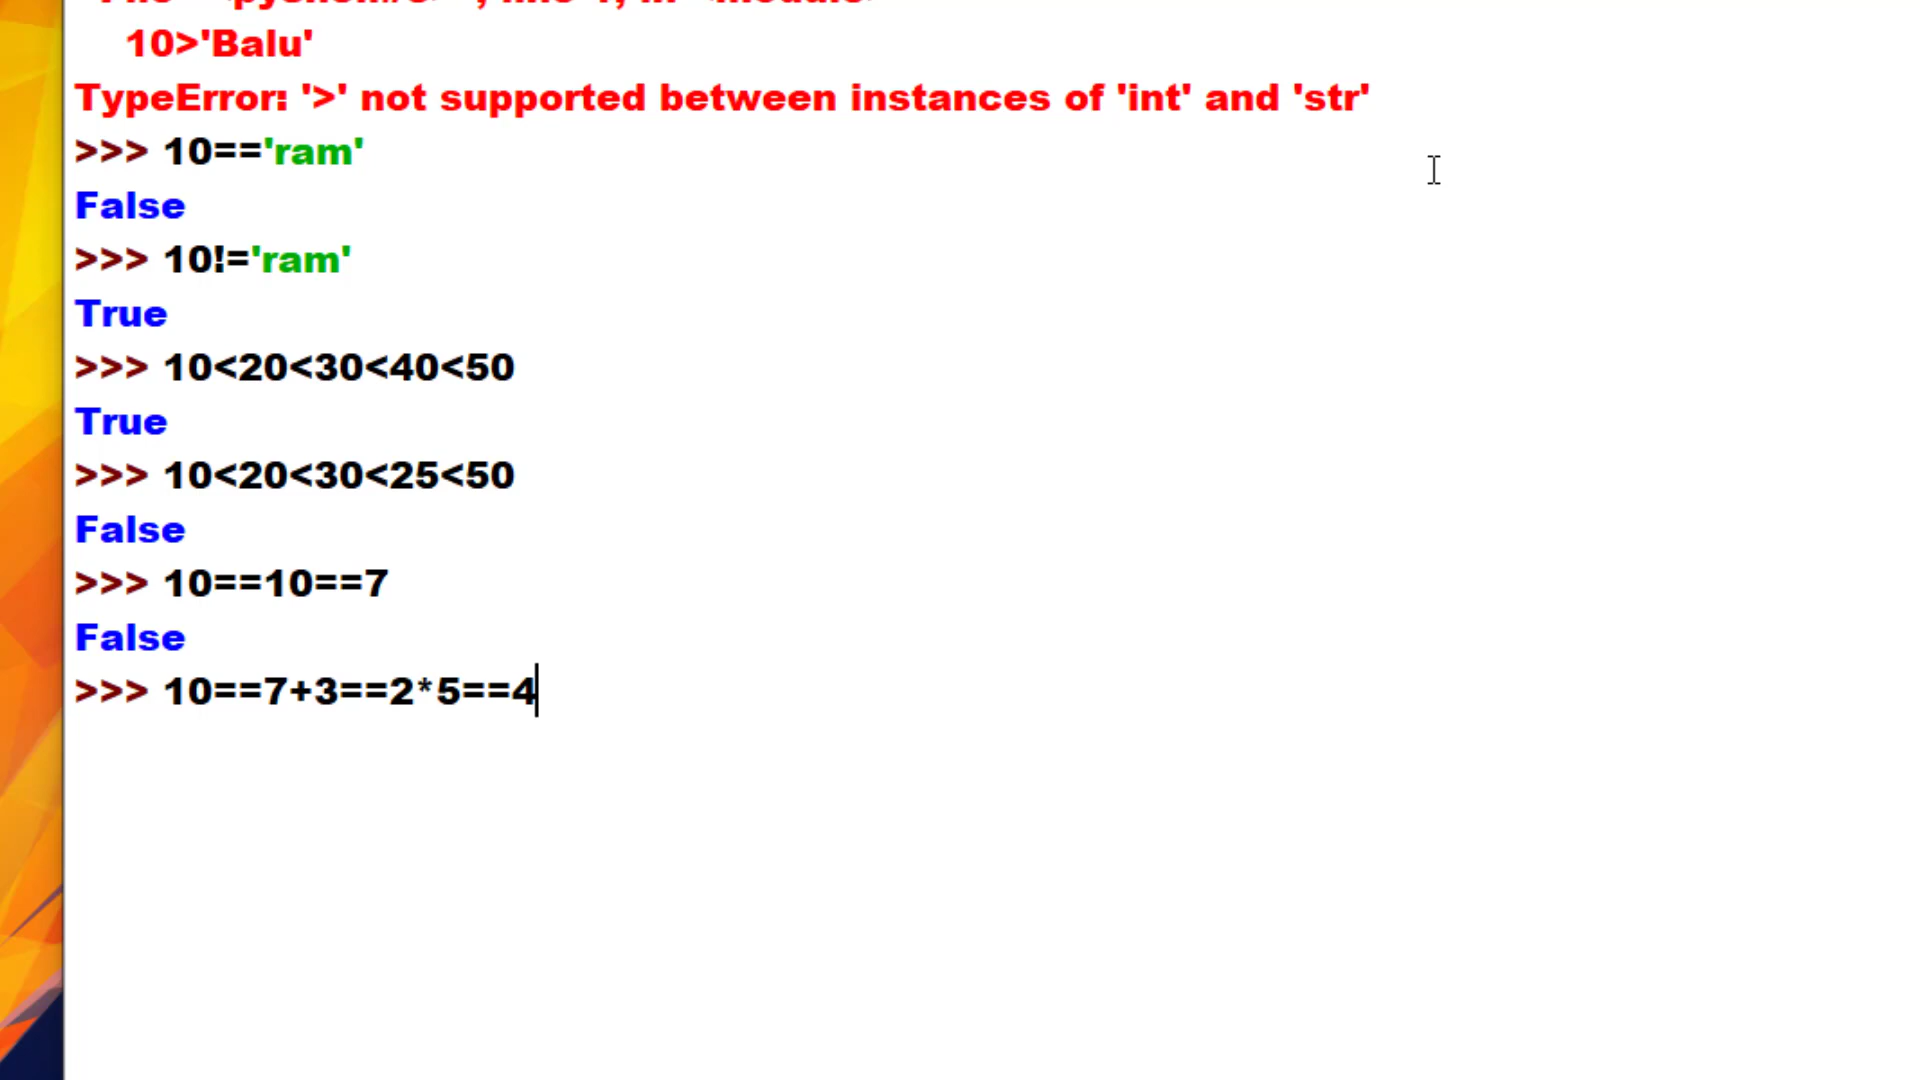 10>'Balu'
TypeError: '>' not supported between instances of 'int' and 'str'
>>> 10=='ram'
False
>>> 10!='ram'
True
>>> 10<20<30<40<50
True
>>> 10<20<30<25<50
False
>>> 10==10==7
False
>>> 10==7+3==2*5==4